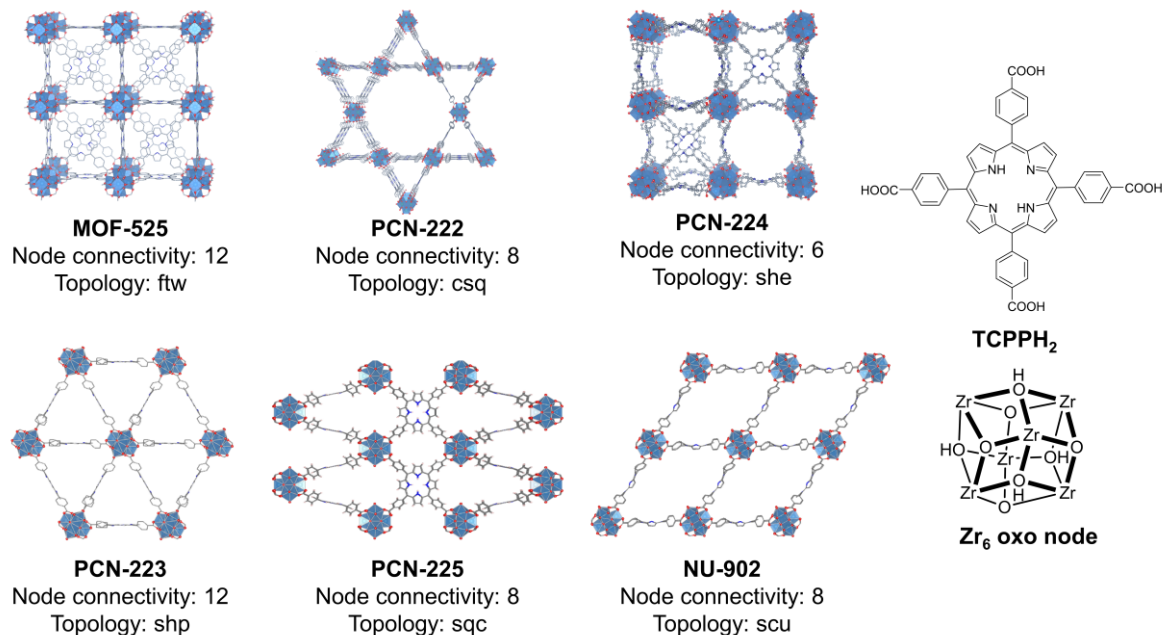 MOF-525
Node connectivity: 12
Topology: ftw
PCN-222
Node connectivity: 8
Topology: csq
PCN-224
Node connectivity: 6
Topology: she
COOH
HOOC
COOH
NH
N
N
HN
COOH
TCPPH₂
PCN-223
Node connectivity: 12
Topology: shp
PCN-225
Node connectivity: 8
Topology: sqc
NU-902
Node connectivity: 8
Topology: scu
H
O
Zr
Zr
O
Zr
O
O
HO
Zr
OH
Zr
O
Zr
H
O
Zr₆ oxo node